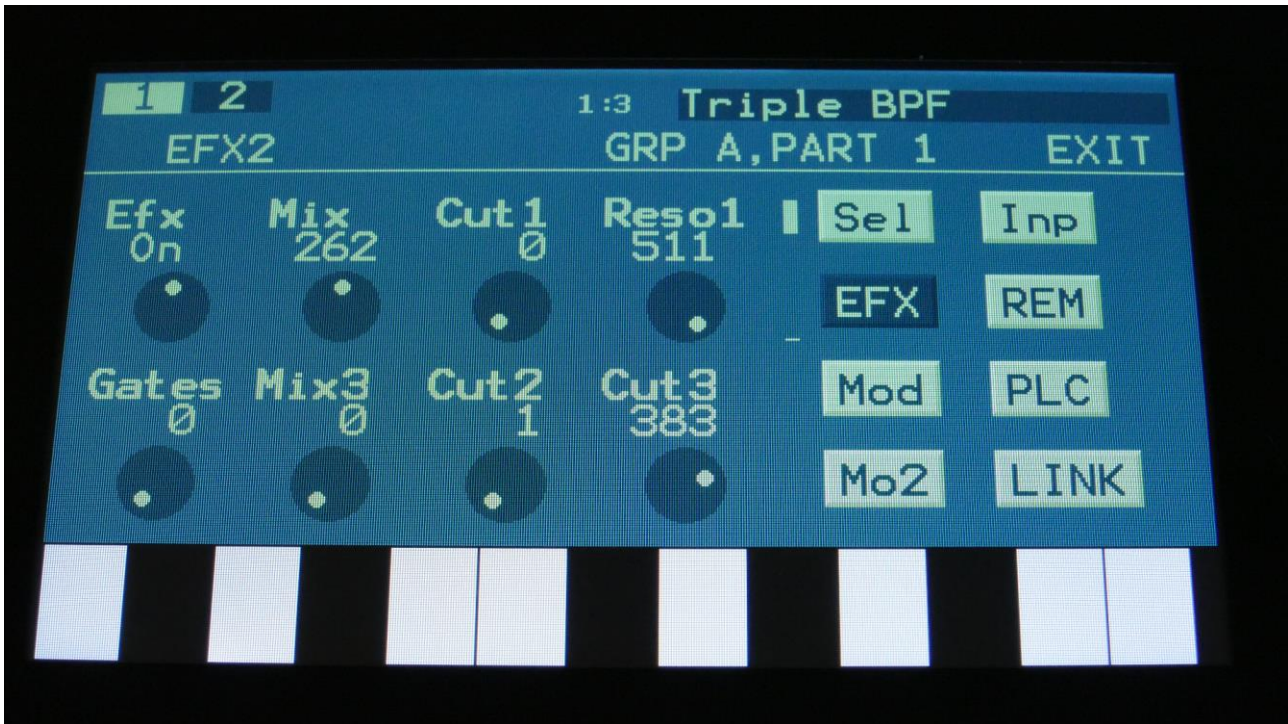 1 2 1:3 Triple BPF
EFX2 GRP A,PART 1 EXIT
Efx Mix Cut1 Reso1 Sel Inp
On 262 0 511
EFX REM
Gates Mix3 Cut2 Cut3 Mod PLC
0 0 1 383
Mo2 LINK